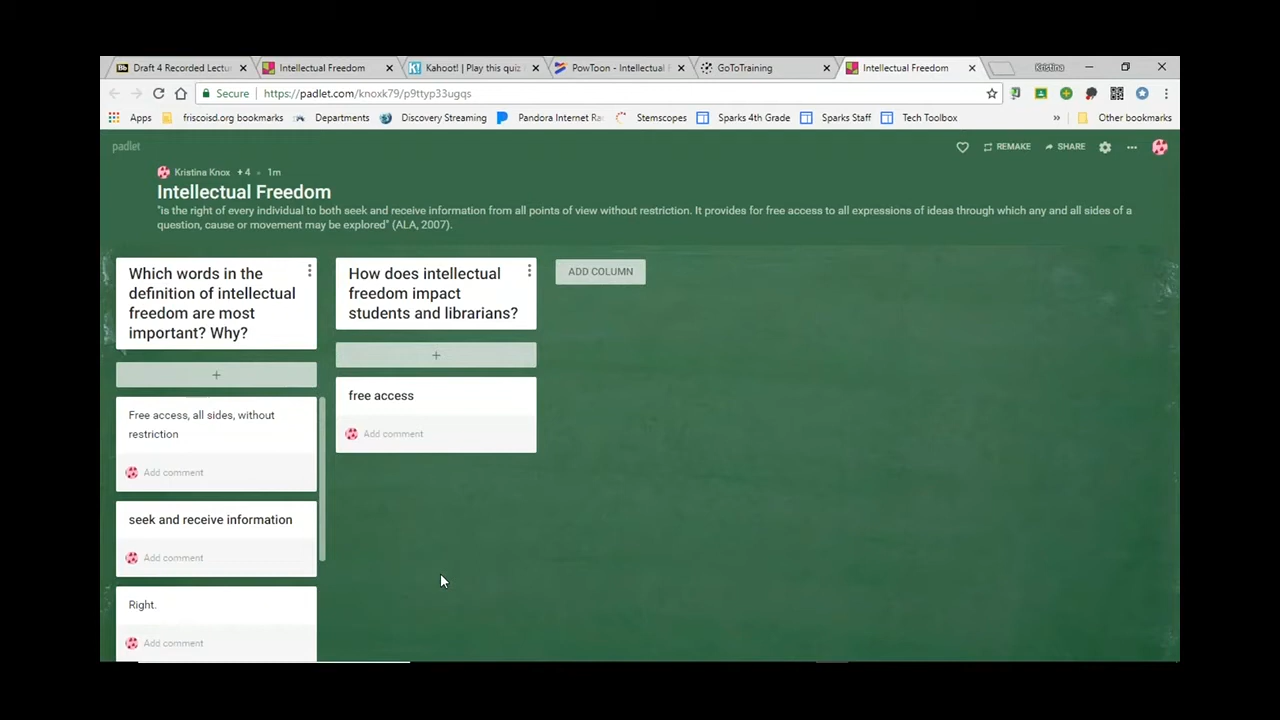 Draft 4 Recorded Lectu
Intellectual Freedom
Kahoot! | Play this quiz
PowToon - Intellectual
GoToTraining
Intellectual Freedom
Kristina
Secure
https://padlet.com/knoxk79/p9ttyp33ugqs
Apps
friscoisd.org bookmarks
Departments
Discovery Streaming
Pandora Internet Ra
Stemscopes
Sparks 4th Grade
Sparks Staff
Tech Toolbox
»
Other bookmarks
padlet
REMAKE
SHARE
Kristina Knox +4 • 1m
Intellectual Freedom
"is the right of every individual to both seek and receive information from all points of view without restriction. It provides for free access to all expressions of ideas through which any and all sides of a
question, cause or movement may be explored" (ALA, 2007).
Which words in the
definition of intellectual
freedom are most
important? Why?
+
Free access, all sides, without
restriction
Add comment
seek and receive information
Add comment
Right.
Add comment
How does intellectual
freedom impact
students and librarians?
+
free access
Add comment
ADD COLUMN